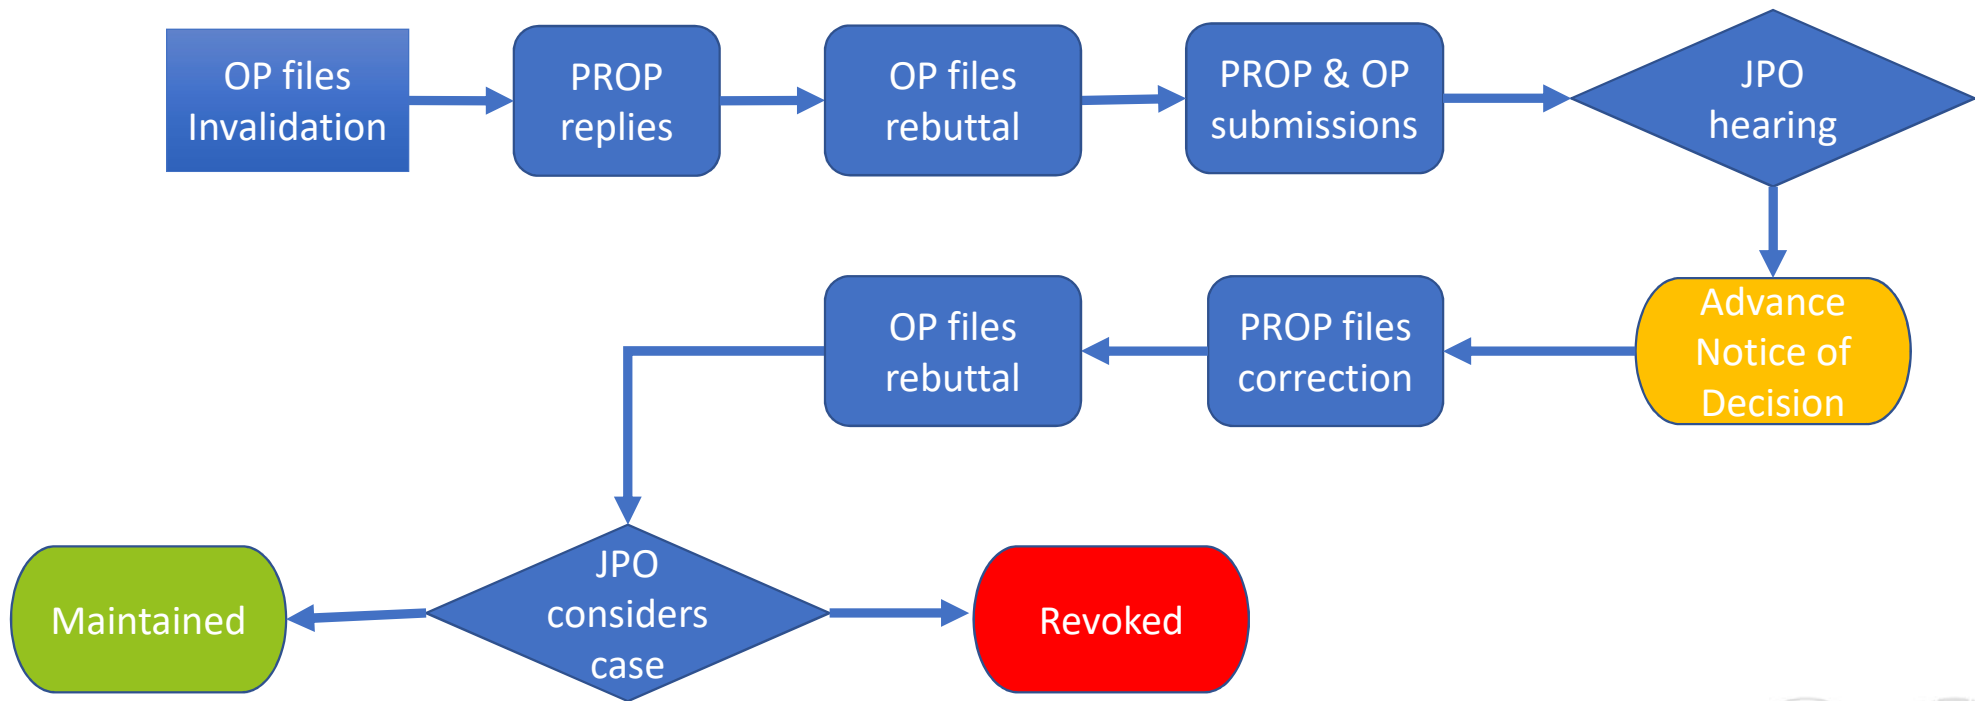 OP files
Invalidation
PROP
replies
OP files
rebuttal
PROP & OP
submissions
JPO
hearing
Advance
Notice of
Decision
PROP files
correction
OP files
rebuttal
JPO
considers
case
Maintained
Revoked